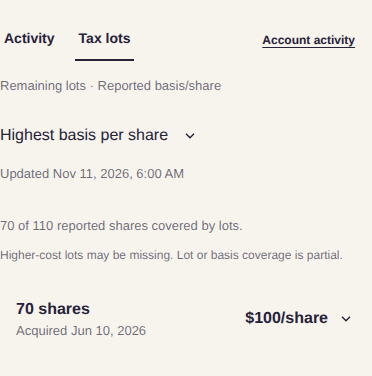 Activity Tax lots Account activity
Remaining lots · Reported basis/share
Highest basis per share
Updated Nov 11, 2026, 6:00 AM
70 of 110 reported shares covered by lots.
Higher-cost lots may be missing. Lot or basis coverage is partial.
70 shares $100/share
Acquired Jun 10, 2026